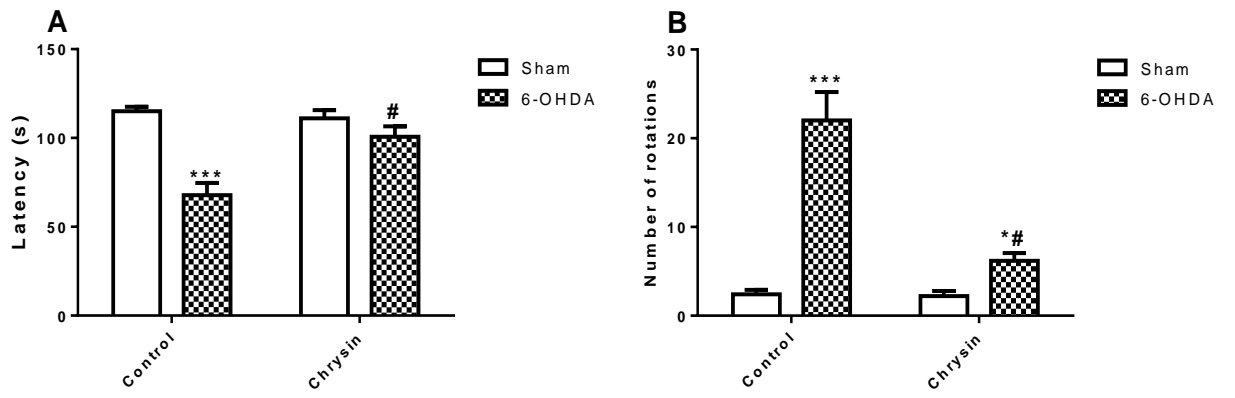 A
Latency (s)
150
100
50
0
***
#
Control
Chrysin
Sham
6-OHDA
B
Number of rotations
30
20
10
0
***
*#
Control
Chrysin
Sham
6-OHDA